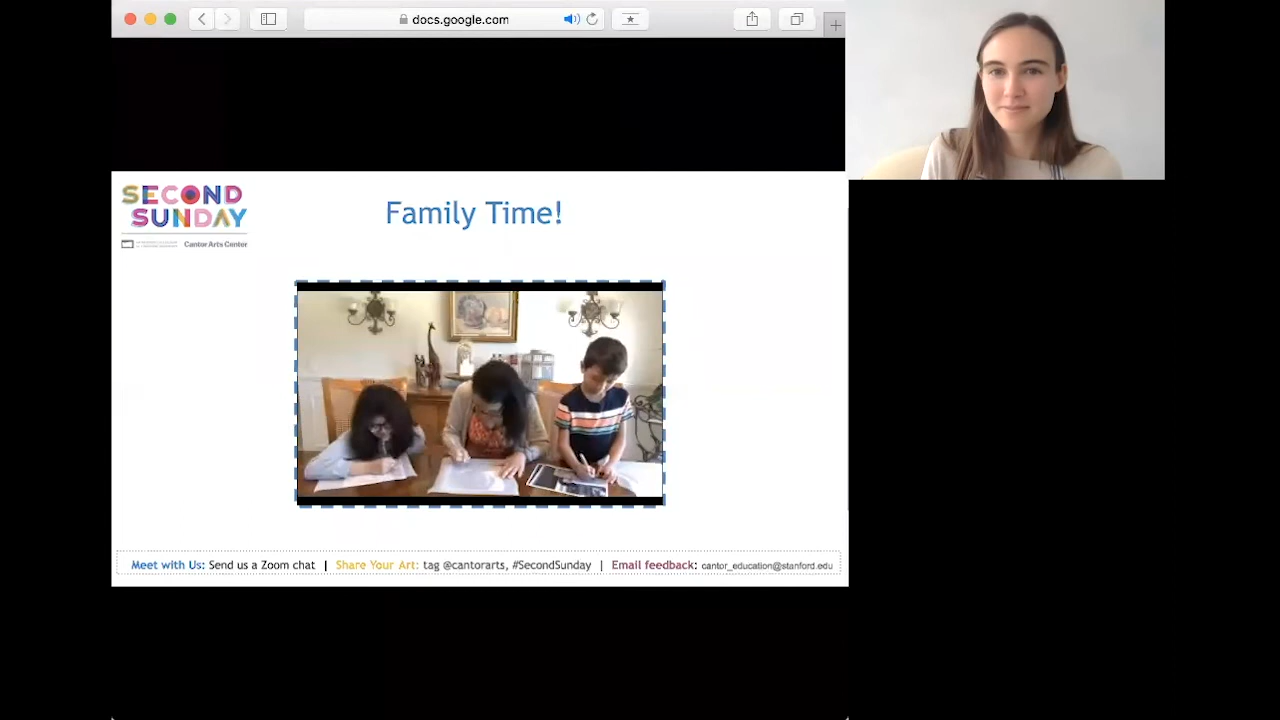 docs.google.com
SECOND
SUNDAY
Cantor Arts Center
Family Time!
Meet with Us: Send us a Zoom chat | Share Your Art: tag @cantorarts, #SecondSunday | Email feedback: cantor_education@stanford.edu